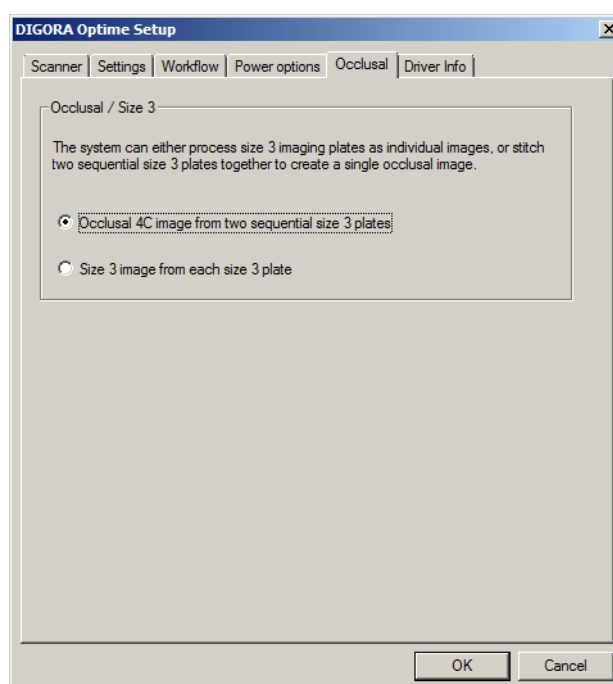 DIGORA Optime Setup
Scanner Settings Workflow Power options Occlusal Driver Info
Occlusal / Size 3
The system can either process size 3 imaging plates as individual images, or stitch
two sequential size 3 plates together to create a single occlusal image.
Occlusal 4C image from two sequential size 3 plates
Size 3 image from each size 3 plate
OK Cancel